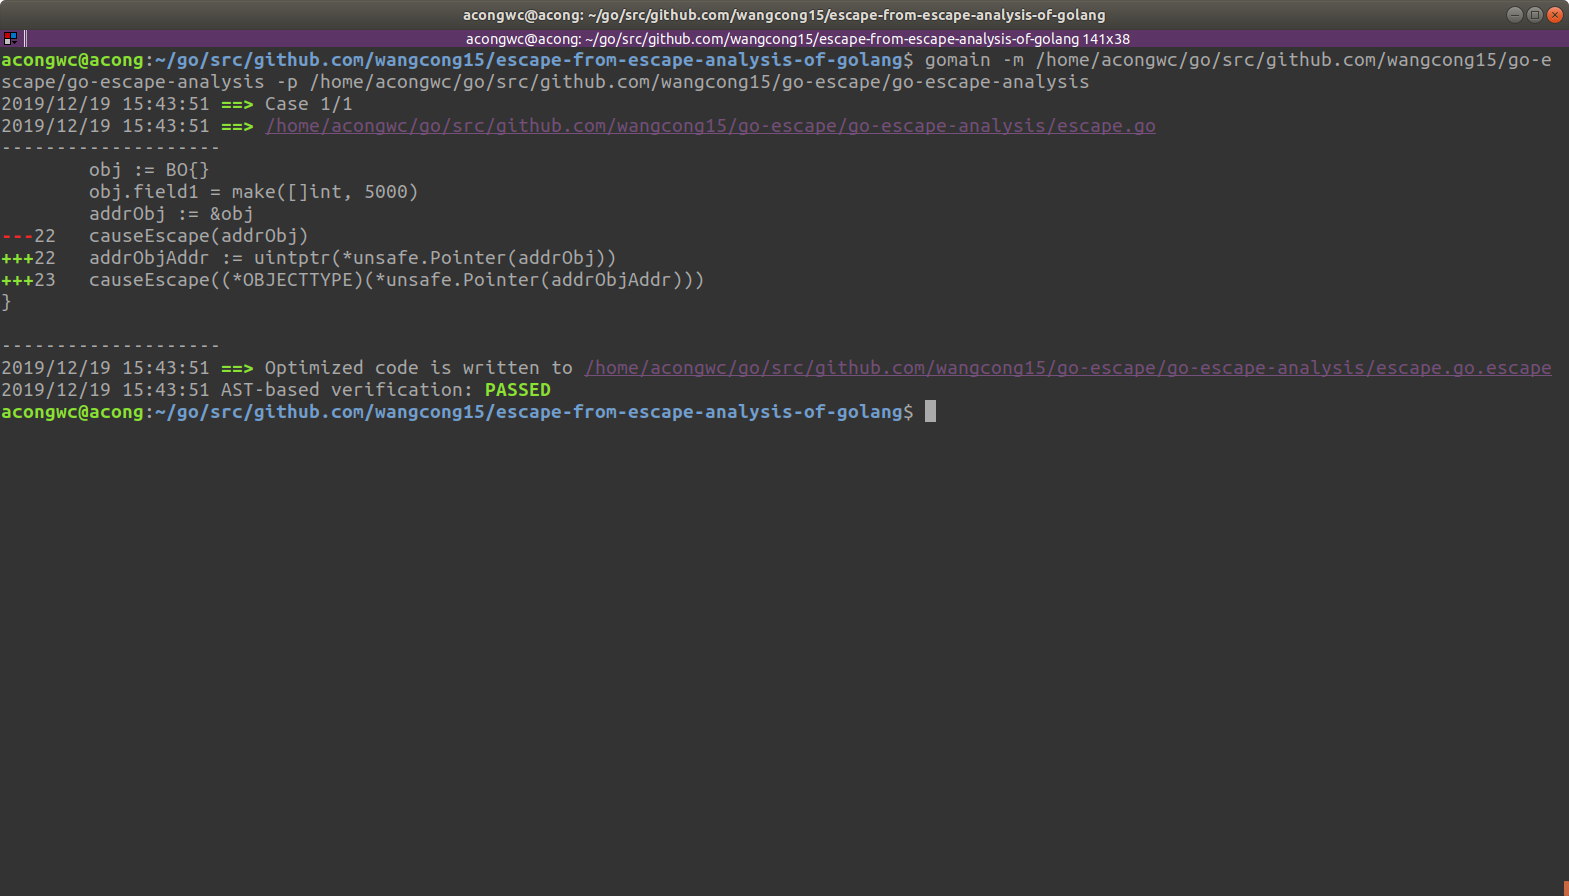 acongwc@acong: ~/go/src/github.com/wangcong15/escape-from-escape-analysis-of-golang
acongwc@acong: ~/go/src/github.com/wangcong15/escape-from-escape-analysis-of-golang 141x38
acongwc@acong:~/go/src/github.com/wangcong15/escape-from-escape-analysis-of-golang$ gomain -m /home/acongwc/go/src/github.com/wangcong15/go-e
scape/go-escape-analysis -p /home/acongwc/go/src/github.com/wangcong15/go-escape/go-escape-analysis
2019/12/19 15:43:51 ==> Case 1/1
2019/12/19 15:43:51 ==> /home/acongwc/go/src/github.com/wangcong15/go-escape/go-escape-analysis/escape.go
--------------------
        obj := BO{}
        obj.field1 = make([]int, 5000)
        addrObj := &obj
---22   causeEscape(addrObj)
+++22   addrObjAddr := uintptr(*unsafe.Pointer(addrObj))
+++23   causeEscape((*OBJECTTYPE)(*unsafe.Pointer(addrObjAddr)))
}
--------------------
2019/12/19 15:43:51 ==> Optimized code is written to /home/acongwc/go/src/github.com/wangcong15/go-escape/go-escape-analysis/escape.go.escape
2019/12/19 15:43:51 AST-based verification: PASSED
acongwc@acong:~/go/src/github.com/wangcong15/escape-from-escape-analysis-of-golang$